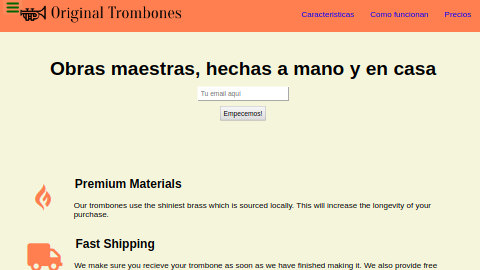 Original Trombones
Caracteristicas
Como funcionan
Precios
Obras maestras, hechas a mano y en casa
Tu email aqui
Empecemos!
Premium Materials
Our trombones use the shiniest brass which is sourced locally. This will increase the longevity of your
purchase.
Fast Shipping
We make sure you recieve your trombone as soon as we have finished making it. We also provide free